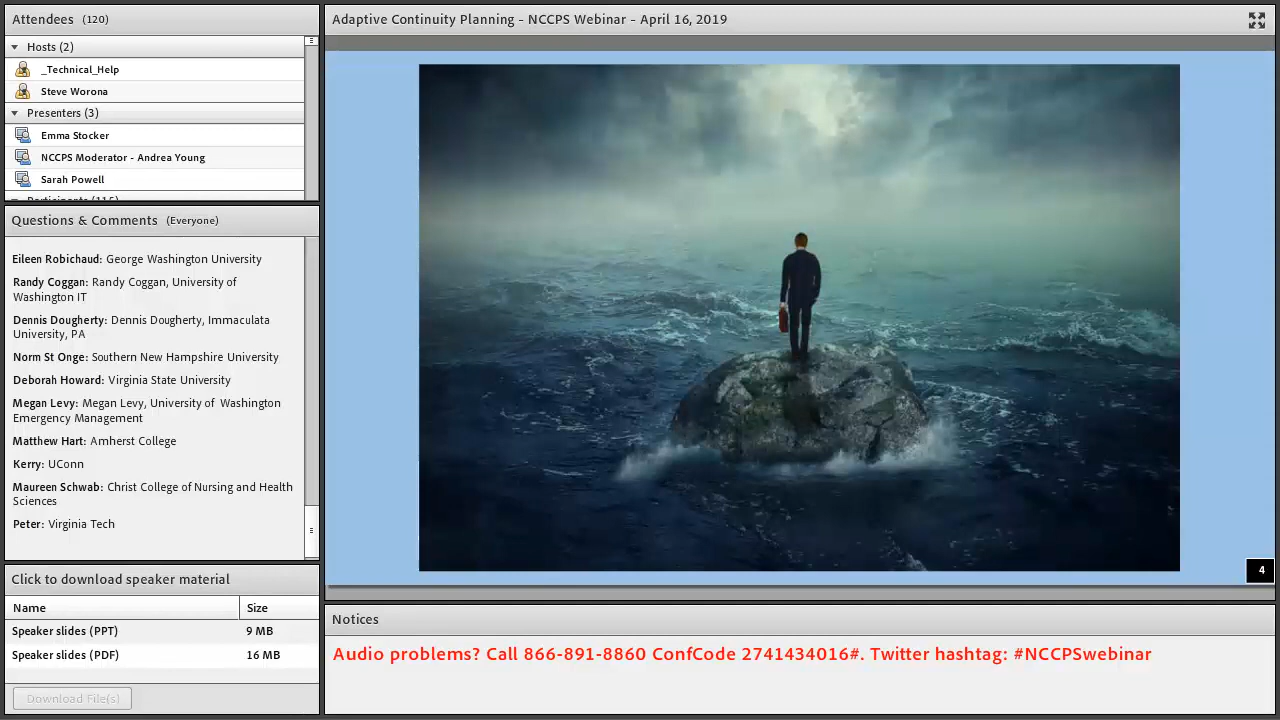 Attendees (120)
Hosts (2)
_Technical_Help
Steve Worona
Presenters (3)
Emma Stocker
NCCPS Moderator - Andrea Young
Sarah Powell
Participants (115)
Questions & Comments (Everyone)
Eileen Robichaud: George Washington University
Randy Coggan: Randy Coggan, University of
Washington IT
Dennis Dougherty: Dennis Dougherty, Immaculata
University, PA
Norm St Onge: Southern New Hampshire University
Deborah Howard: Virginia State University
Megan Levy: Megan Levy, University of Washington
Emergency Management
Matthew Hart: Amherst College
Kerry: UConn
Maureen Schwab: Christ College of Nursing and Health
Sciences
Peter: Virginia Tech
Click to download speaker material
Name Size
Speaker slides (PPT) 9 MB
Speaker slides (PDF) 16 MB
Download File(s)
Adaptive Continuity Planning - NCCPS Webinar - April 16, 2019
4
Notices
Audio problems? Call 866-891-8860 ConfCode 2741434016#. Twitter hashtag: #NCCPSwebinar